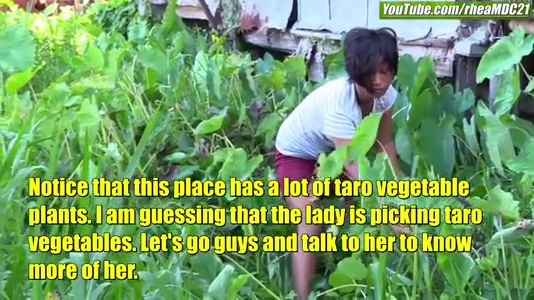 YouTube.com/rheaMDC21
Notice that this place has a lot of taro vegetable
plants. I am guessing that the lady is picking taro
vegetables. Let's go guys and talk to her to know
more of her.